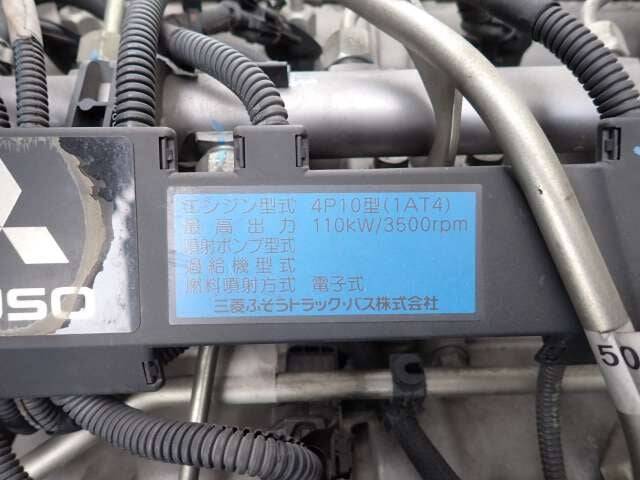 エンジン型式 4P10型(1AT4)
最高出力 110kW/3500rpm
噴射ポンプ型式
過給機型式
燃料噴射方式 電子式
三菱ふそうトラック・バス株式会社
USO
50